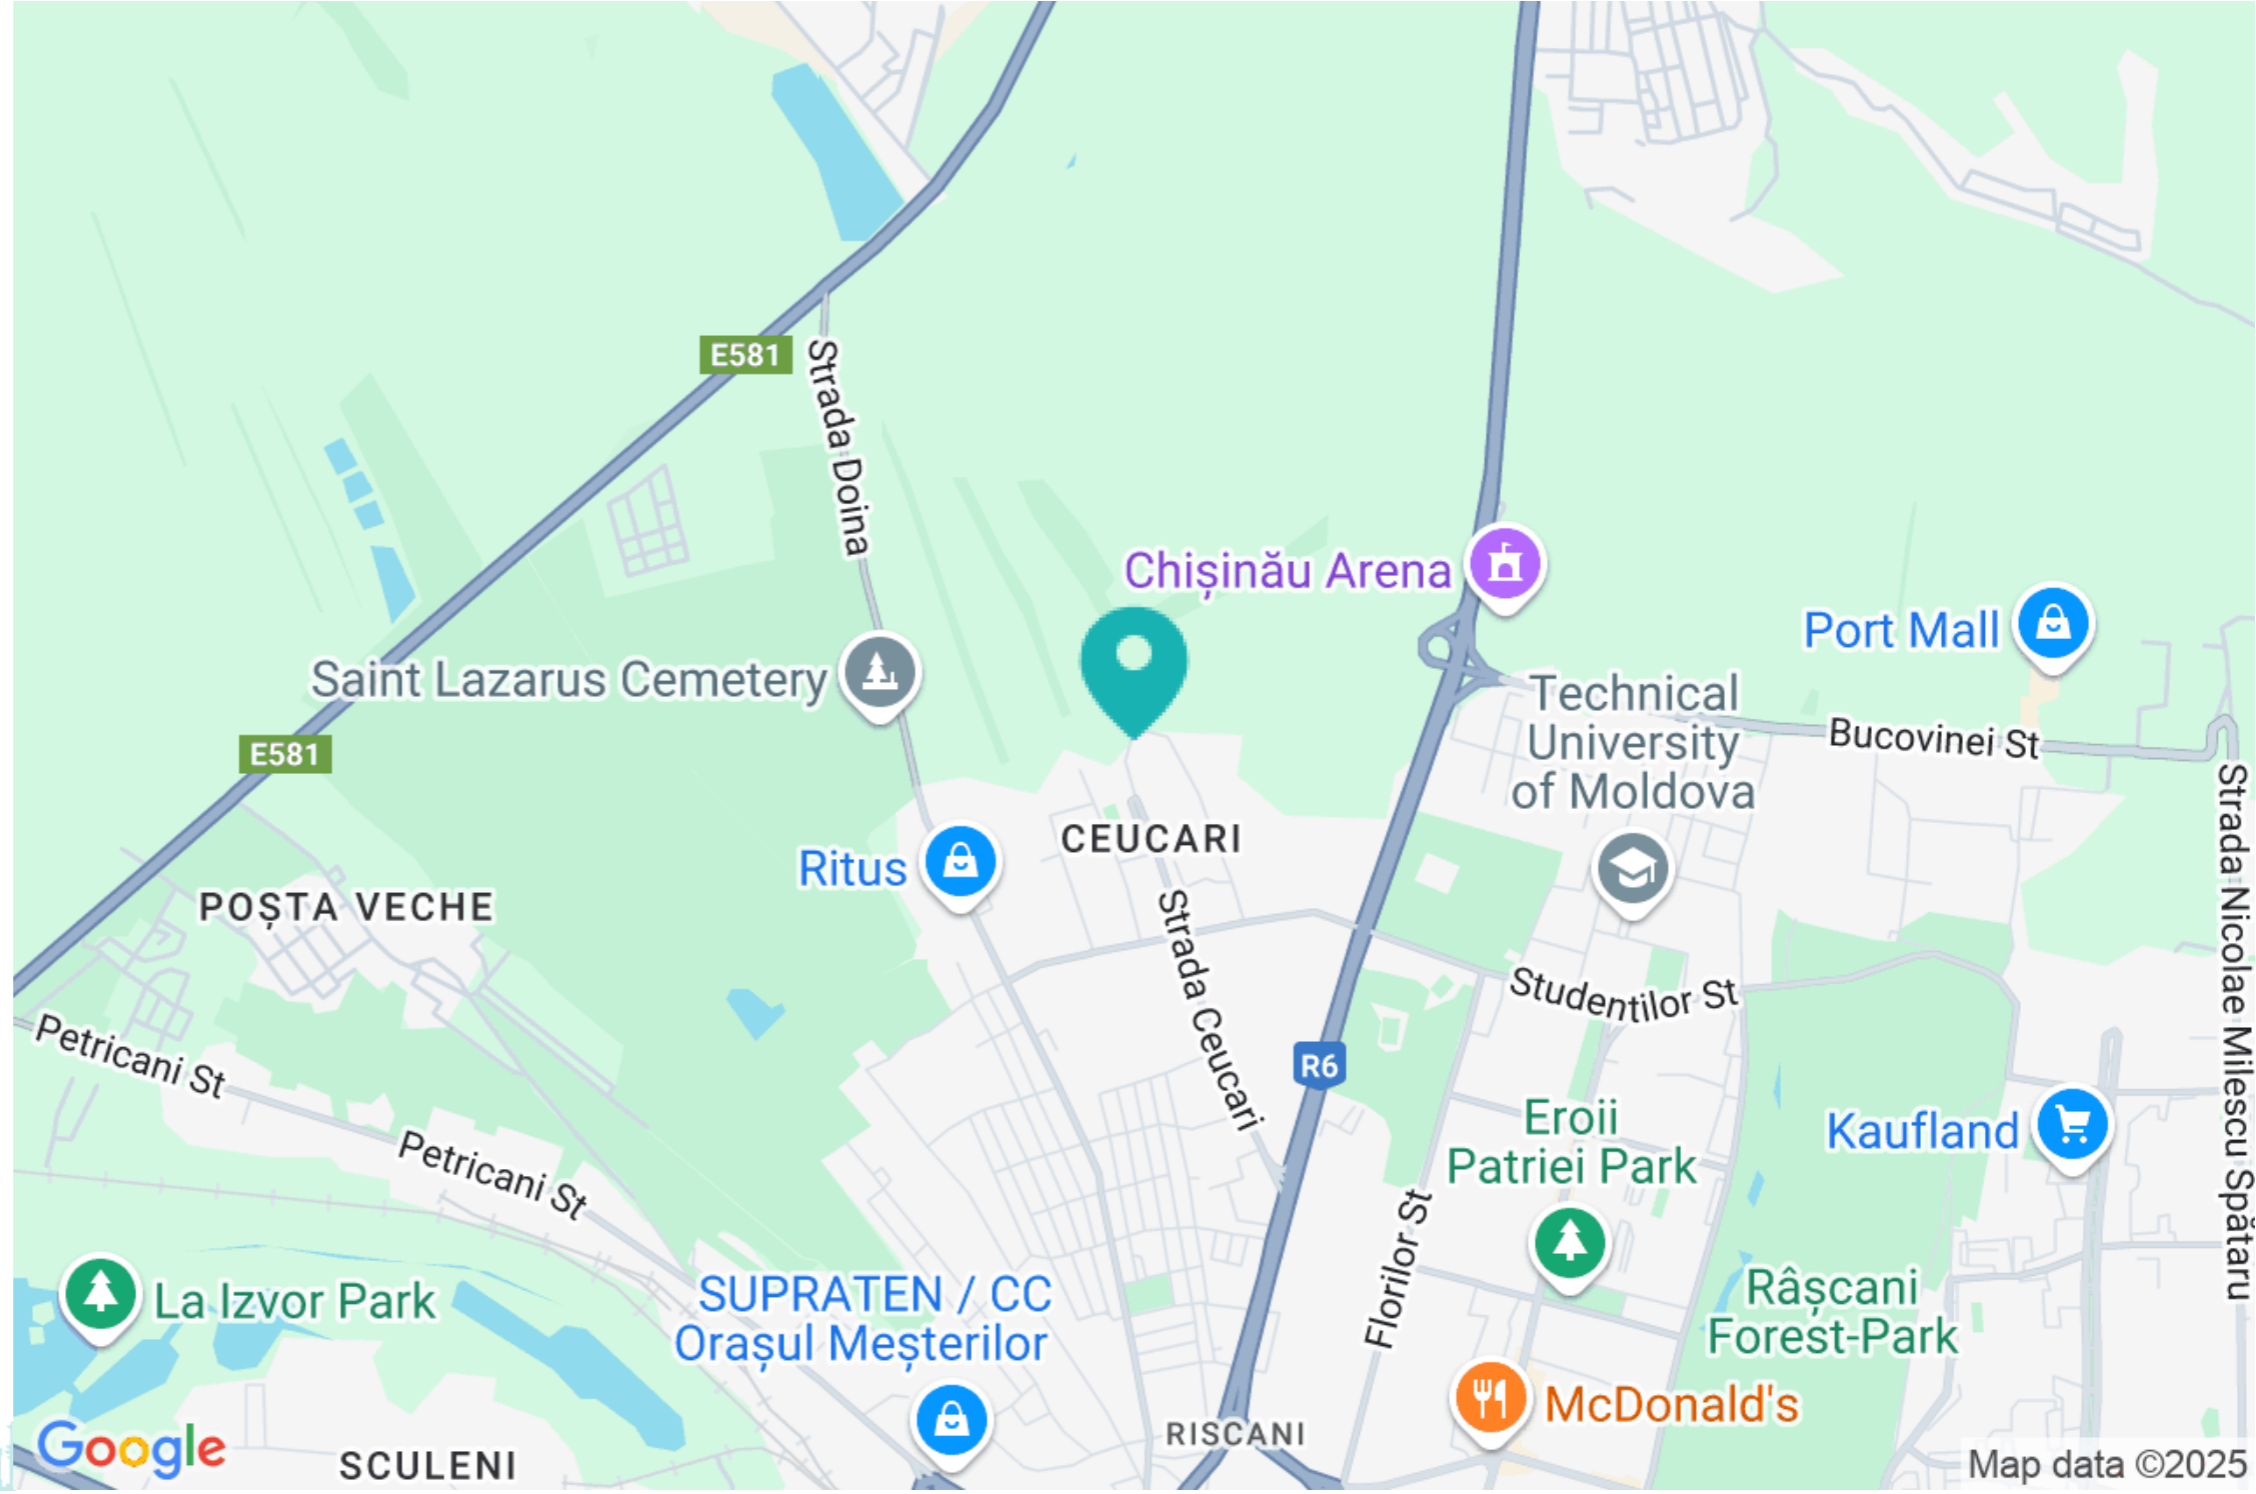 E581
Strada Doina
Chișinău Arena
Port Mall
Saint Lazarus Cemetery
Technical
University
of Moldova
Bucovinei St
E581
CEUCARI
Ritus
POȘTA VECHE
Strada Ceucari
Strada Nicolae Milescu Spătaru
Studentilor St
Petricani St
R6
Eroii
Patriei Park
Kaufland
Petricani St
Florilor St
La Izvor Park
SUPRATEN / CC
Orașul Meșterilor
Râșcani
Forest-Park
McDonald's
RISCANI
Google
SCULENI
Map data ©2025